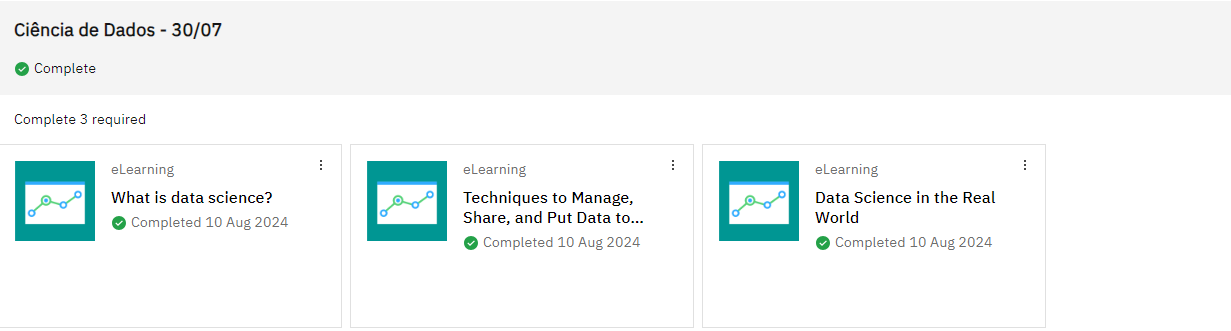 Ciência de Dados - 30/07
Complete
Complete 3 required
eLearning
What is data science?
Completed 10 Aug 2024
eLearning
Techniques to Manage,
Share, and Put Data to...
Completed 10 Aug 2024
eLearning
Data Science in the Real
World
Completed 10 Aug 2024